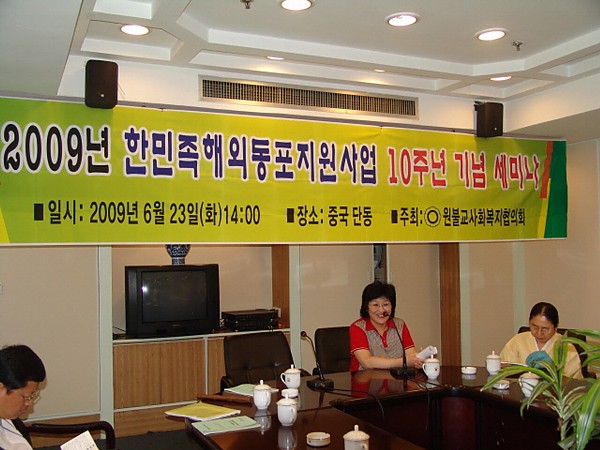 2009년 한민족해외동포지원사업 10주년 기념 세미나
■일시: 2009년 6월 23일(화)14:00 ■장소: 중국 단동 ■주최: 원불교사회복지협의회